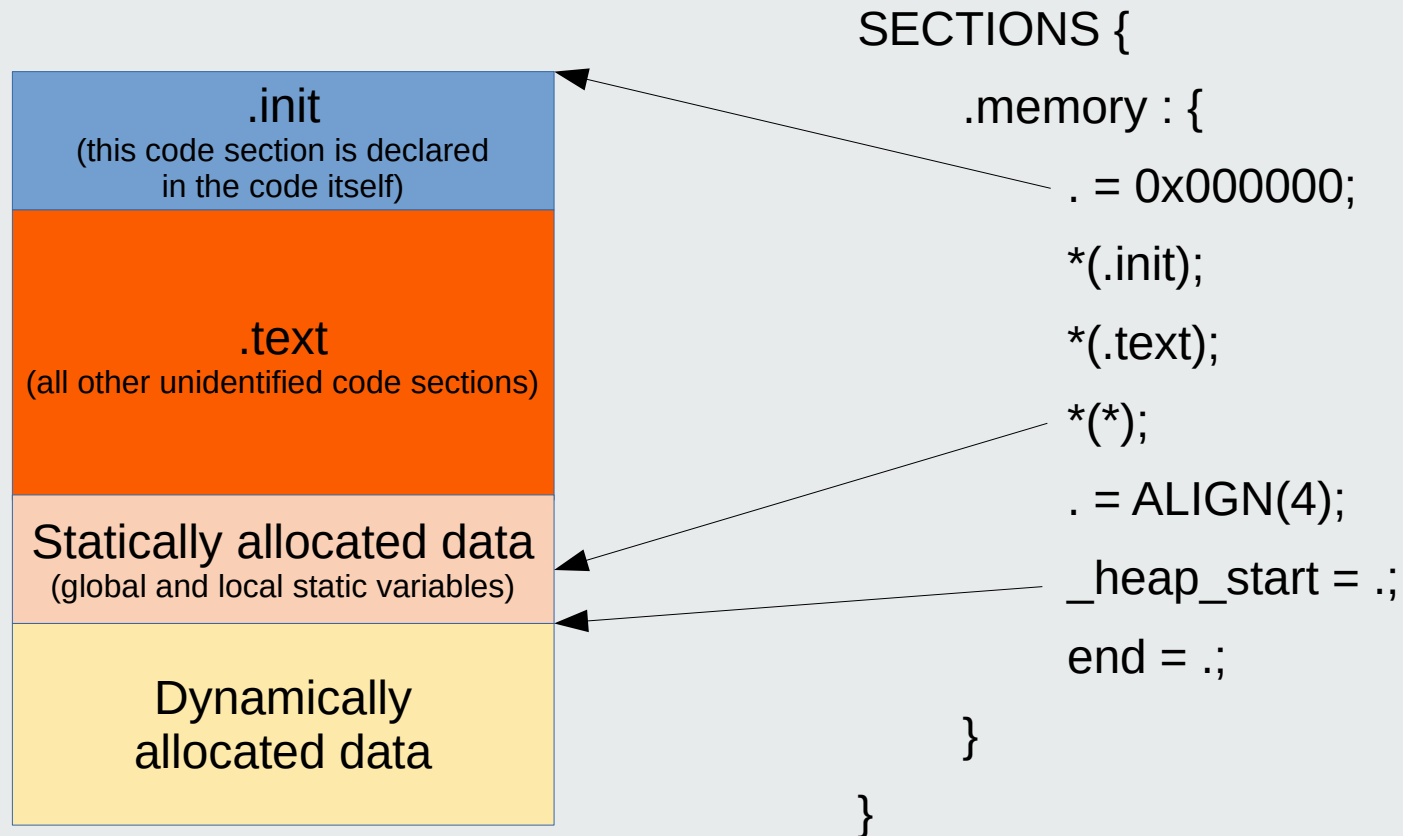 .init
(this code section is declared
in the code itself)
.text
(all other unidentified code sections)
Statically allocated data
(global and local static variables)
Dynamically
allocated data
SECTIONS {
.memory : {
. = 0x000000;
*(.init);
*(.text);
*(*);
. = ALIGN(4);
_heap_start = .;
end = .;
}
}